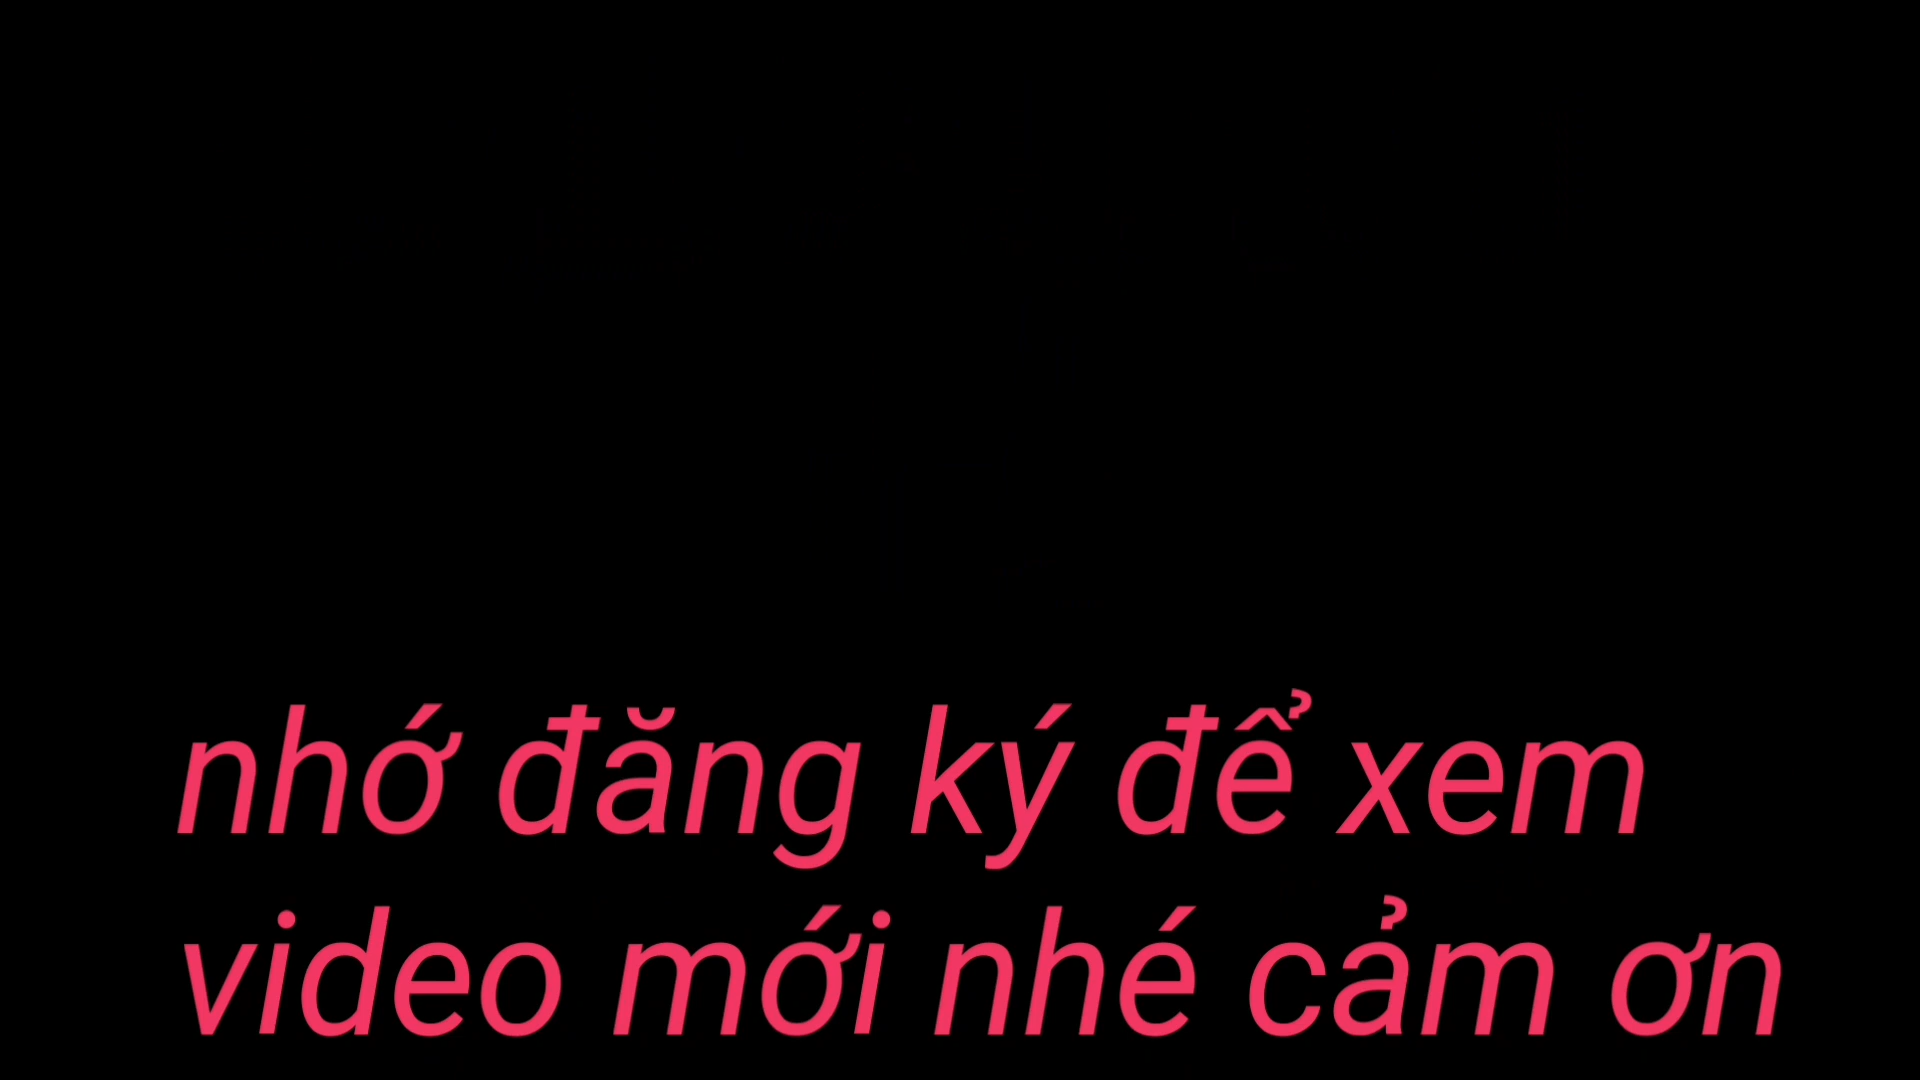 nhớ đăng ký để xem
video mới nhé cảm ơn